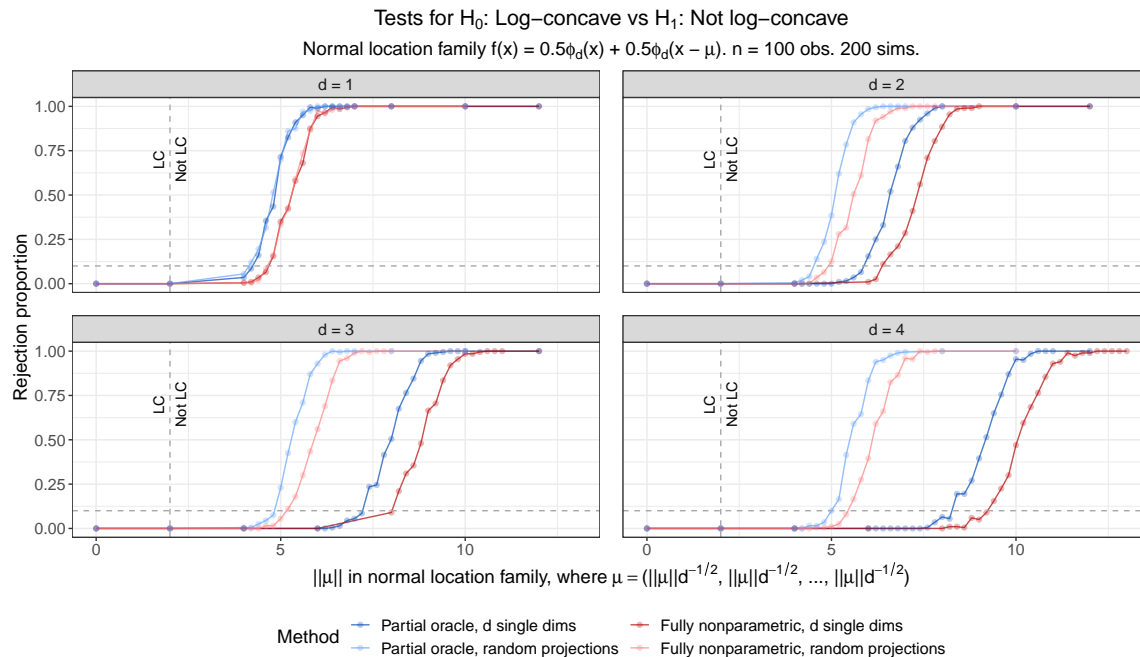 Tests for H₀: Log−concave vs H₁: Not log−concave
Normal location family f(x) = 0.5ϕ_d(x) + 0.5ϕ_d(x − μ). n = 100 obs. 200 sims.
d = 1
d = 2
1.00
0.75
0.50
0.25
0.00
LC
Not LC
LC
Not LC
d = 3
d = 4
1.00
0.75
0.50
0.25
0.00
LC
Not LC
LC
Not LC
Rejection proportion
0 5 10
0 5 10
||μ|| in normal location family, where μ = (||μ||d^{−1/2}, ||μ||d^{−1/2}, ..., ||μ||d^{−1/2})
Method
Partial oracle, d single dims
Fully nonparametric, d single dims
Partial oracle, random projections
Fully nonparametric, random projections